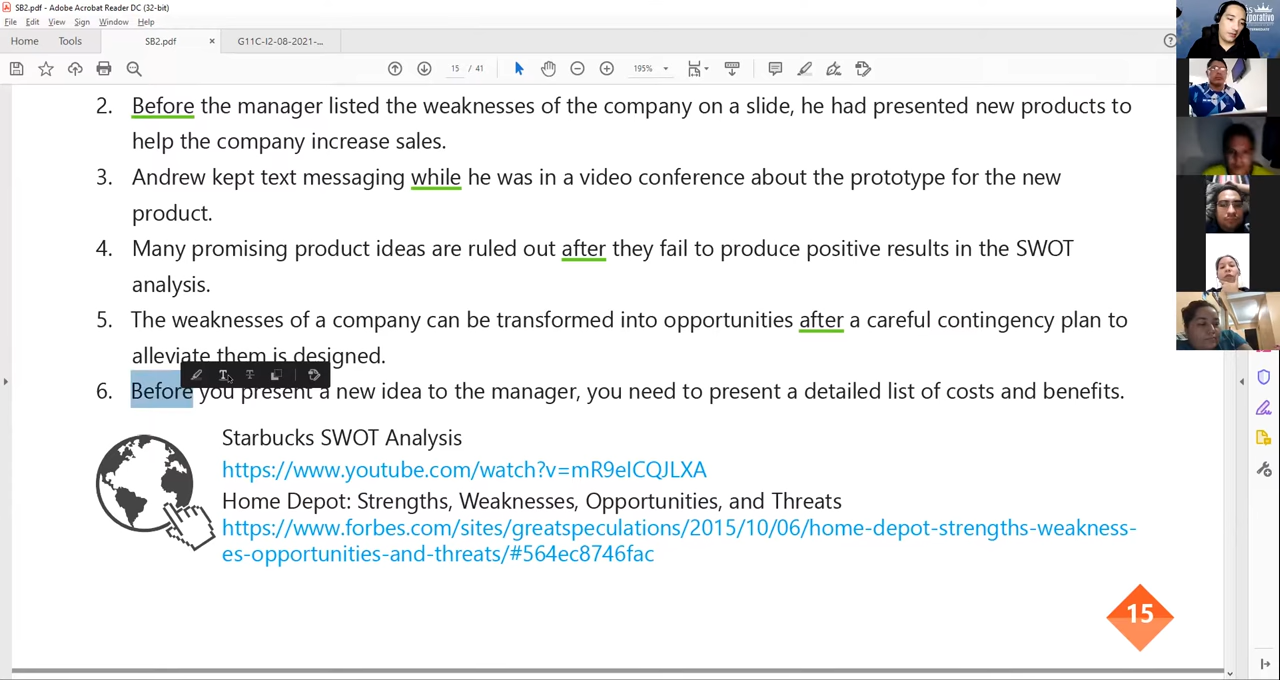 SB2.pdf - Adobe Acrobat Reader DC (32-bit)
File Edit View Sign Window Help
Home Tools SB2.pdf × G11C-I2-08-2021-...
15 / 41 195%
2. Before the manager listed the weaknesses of the company on a slide, he had presented new products to
help the company increase sales.
3. Andrew kept text messaging while he was in a video conference about the prototype for the new
product.
4. Many promising product ideas are ruled out after they fail to produce positive results in the SWOT
analysis.
5. The weaknesses of a company can be transformed into opportunities after a careful contingency plan to
alleviate them is designed.
6. Before you present a new idea to the manager, you need to present a detailed list of costs and benefits.
Starbucks SWOT Analysis
https://www.youtube.com/watch?v=mR9eICQJLXA
Home Depot: Strengths, Weaknesses, Opportunities, and Threats
https://www.forbes.com/sites/greatspeculations/2015/10/06/home-depot-strengths-weakness-
es-opportunities-and-threats/#564ec8746fac
15